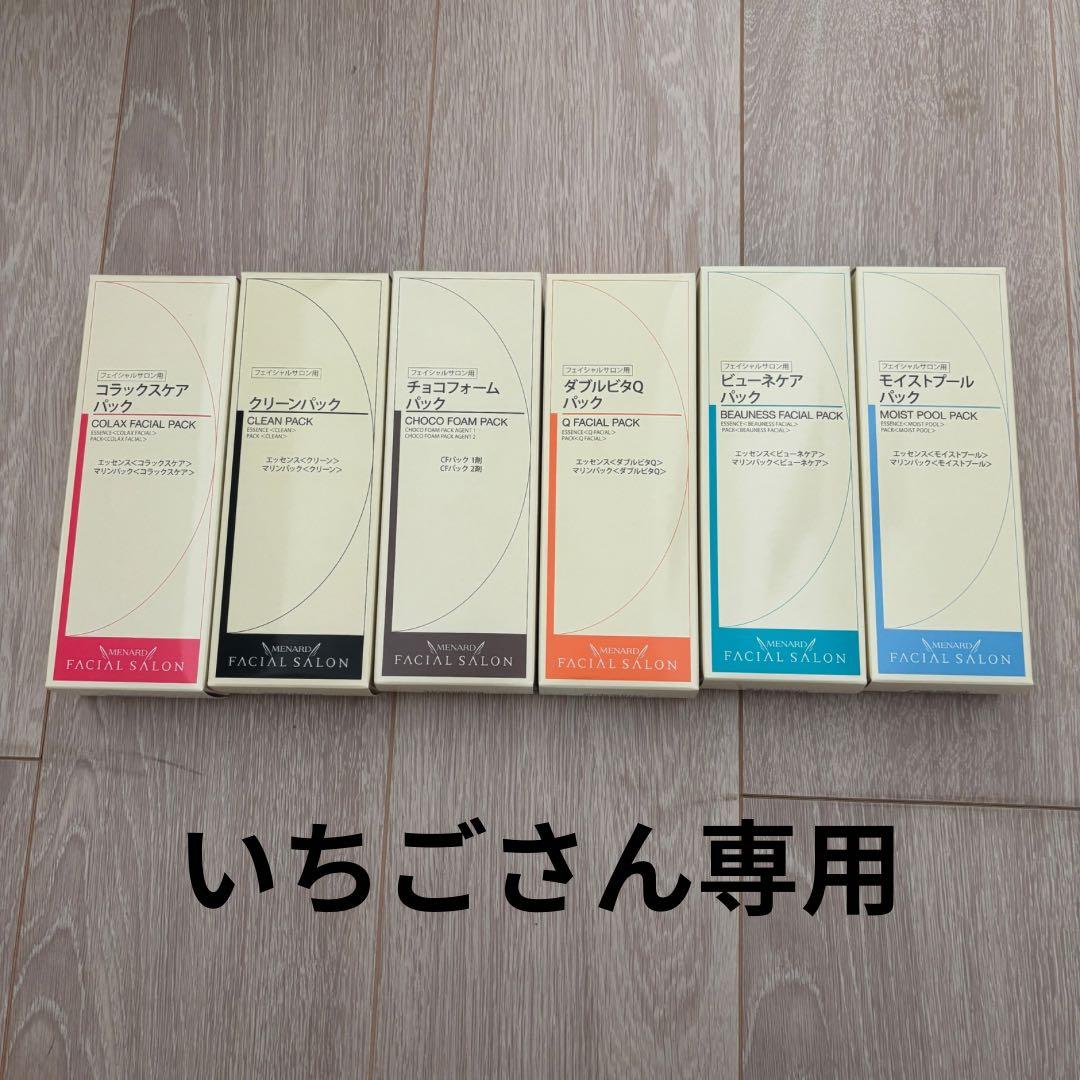 フェイシャルサロン用
コラックスケア
パック
COLAX FACIAL PACK
ESSENCE<COLAX FACIAL>
PACK<COLAX FACIAL>
エッセンス<コラックスケア>
マリンパック<コラックスケア>
MENARD
FACIAL SALON
フェイシャルサロン用
クリーンパック
CLEAN PACK
ESSENCE <CLEAN>
PACK <CLEAN>
エッセンス<クリーン>
マリンパック<クリーン>
MENARD
FACIAL SALON
フェイシャルサロン用
チョコフォーム
パック
CHOCO FOAM PACK
CHOCO FOAM PACK AGENT 1
CHOCO FOAM PACK AGENT 2
CFパック 1剤
CFパック 2剤
MENARD
FACIAL SALON
フェイシャルサロン用
ダブルビタQ
パック
Q FACIAL PACK
ESSENCE<Q FACIAL>
PACK<Q FACIAL>
エッセンス<ダブルビタQ>
マリンパック<ダブルビタQ>
MENARD
FACIAL SALON
フェイシャルサロン用
ビューネケア
パック
BEAUNESS FACIAL PACK
ESSENCE<BEAUNESS FACIAL>
PACK<BEAUNESS FACIAL>
エッセンス<ビューネケア>
マリンパック<ビューネケア>
MENARD
FACIAL SALON
フェイシャルサロン用
モイストプール
パック
MOIST POOL PACK
ESSENCE<MOIST POOL>
PACK<MOIST POOL>
エッセンス<モイストプール>
マリンパック<モイストプール>
MENARD
FACIAL SALON
いちごさん専用